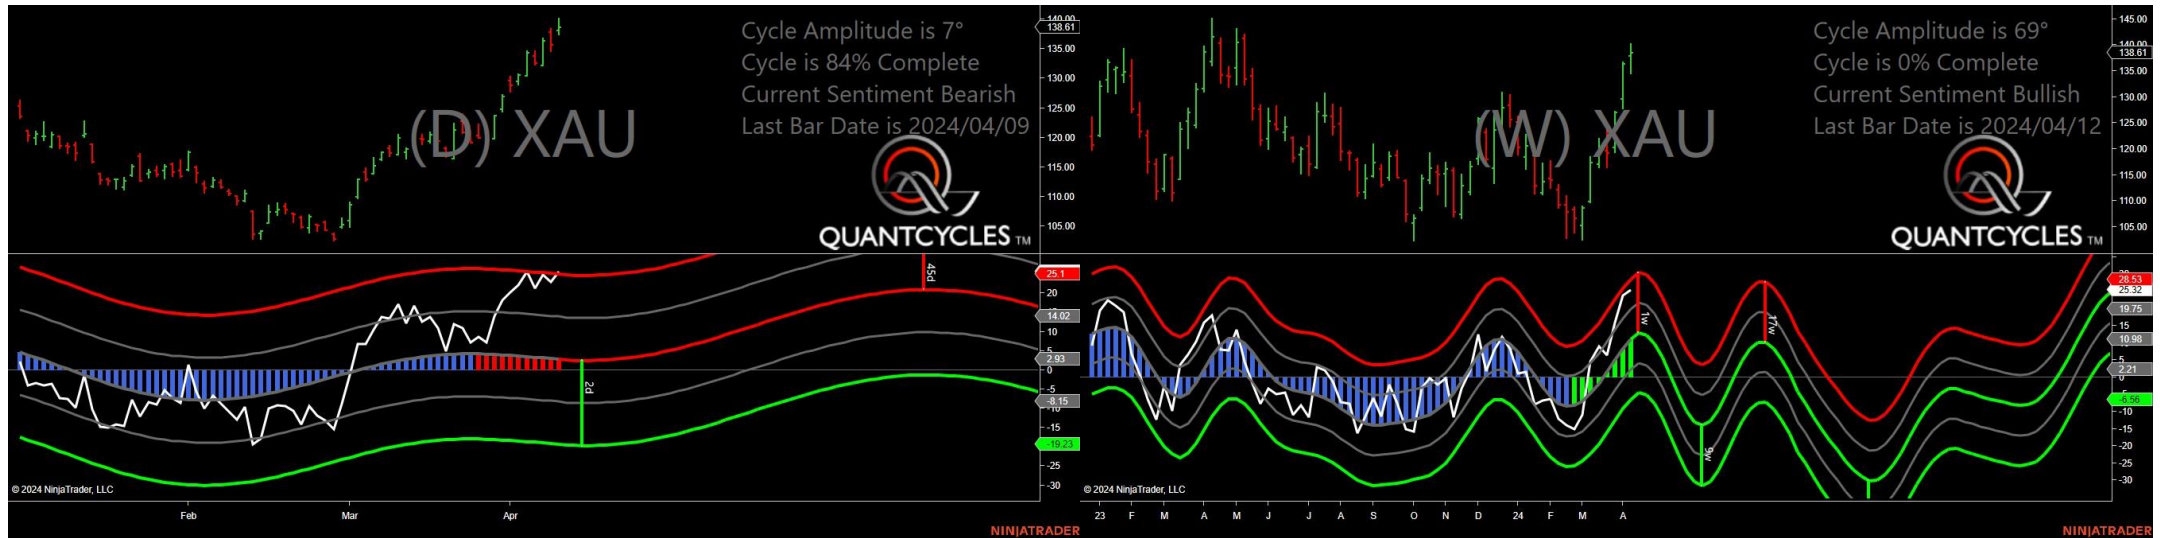 Cycle Amplitude is 7°
Cycle is 84% Complete
Current Sentiment Bearish
Last Bar Date is 2024/04/09
(D) XAU
QUANTCYCLES TM
140.00
138.61
135.00
130.00
125.00
120.00
115.00
110.00
105.00
45d
2d
25.1
20
14.02
10
5
2.93
0
-5
-8.15
-10
-15
-19.23
-25
-30
© 2024 NinjaTrader, LLC
Feb
Mar
Apr
NINJATRADER
Cycle Amplitude is 69°
Cycle is 0% Complete
Current Sentiment Bullish
Last Bar Date is 2024/04/12
(W) XAU
QUANTCYCLES TM
145.00
140.00
138.61
135.00
130.00
125.00
120.00
115.00
110.00
105.00
1w
17w
9w
28.53
25.32
19.75
15
10.98
5
2.21
0
-6.56
-10
-15
-20
-25
-30
© 2024 NinjaTrader, LLC
23 F M A M J J A S O N D 24 F M A
NINJATRADER